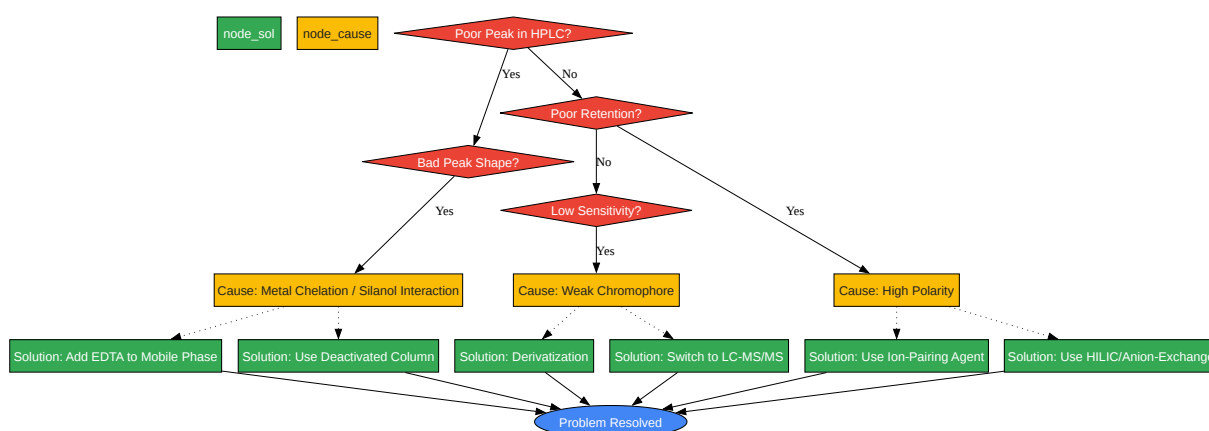 node_sol
node_cause
Poor Peak in HPLC?
Yes
No
Poor Retention?
Bad Peak Shape?
No
Low Sensitivity?
Yes
Yes
Yes
Cause: Metal Chelation / Silanol Interaction
Cause: Weak Chromophore
Cause: High Polarity
Solution: Add EDTA to Mobile Phase
Solution: Use Deactivated Column
Solution: Derivatization
Solution: Switch to LC-MS/MS
Solution: Use Ion-Pairing Agent
Solution: Use HILIC/Anion-Exchange
Problem Resolved